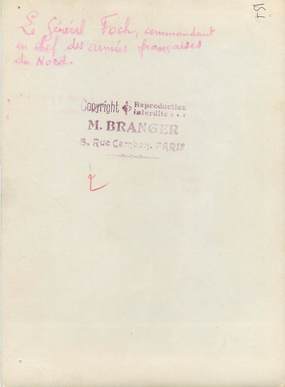 Le Général Foch, commandant
en chef des armées françaises
du Nord.
Copyright Reproduction
Interdite
M. BRANGER
5, Rue Cambon, PARIS